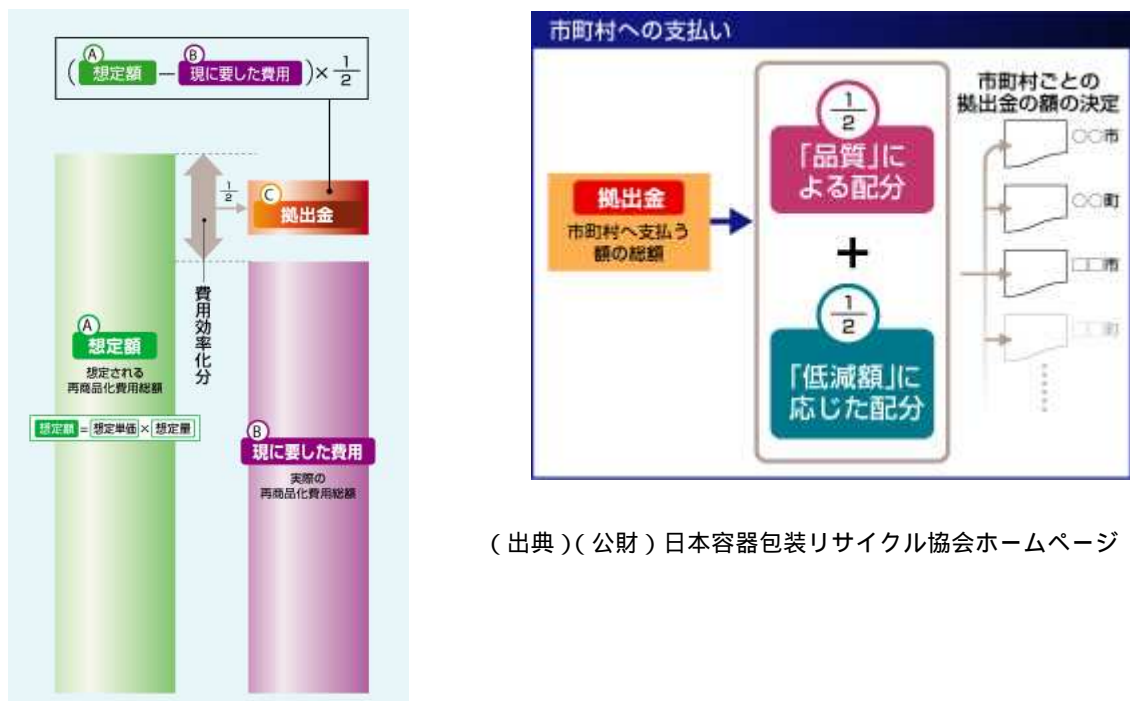 Ⓐ Ⓑ
(想定額－現に要した費用)×1/2
1/2
Ⓒ
拠出金
費用効率化分
Ⓐ
想定額
想定される
再商品化費用総額
想定額=想定単価×想定量
Ⓑ
現に要した費用
実際の
再商品化費用総額
市町村への支払い
拠出金
市町村へ支払う
額の総額
1/2
「品質」に
よる配分
+
1/2
「低減額」に
応じた配分
市町村ごとの
拠出金の額の決定
○○市
○○町
□□市
□□町
(出典)(公財)日本容器包装リサイクル協会ホームページ